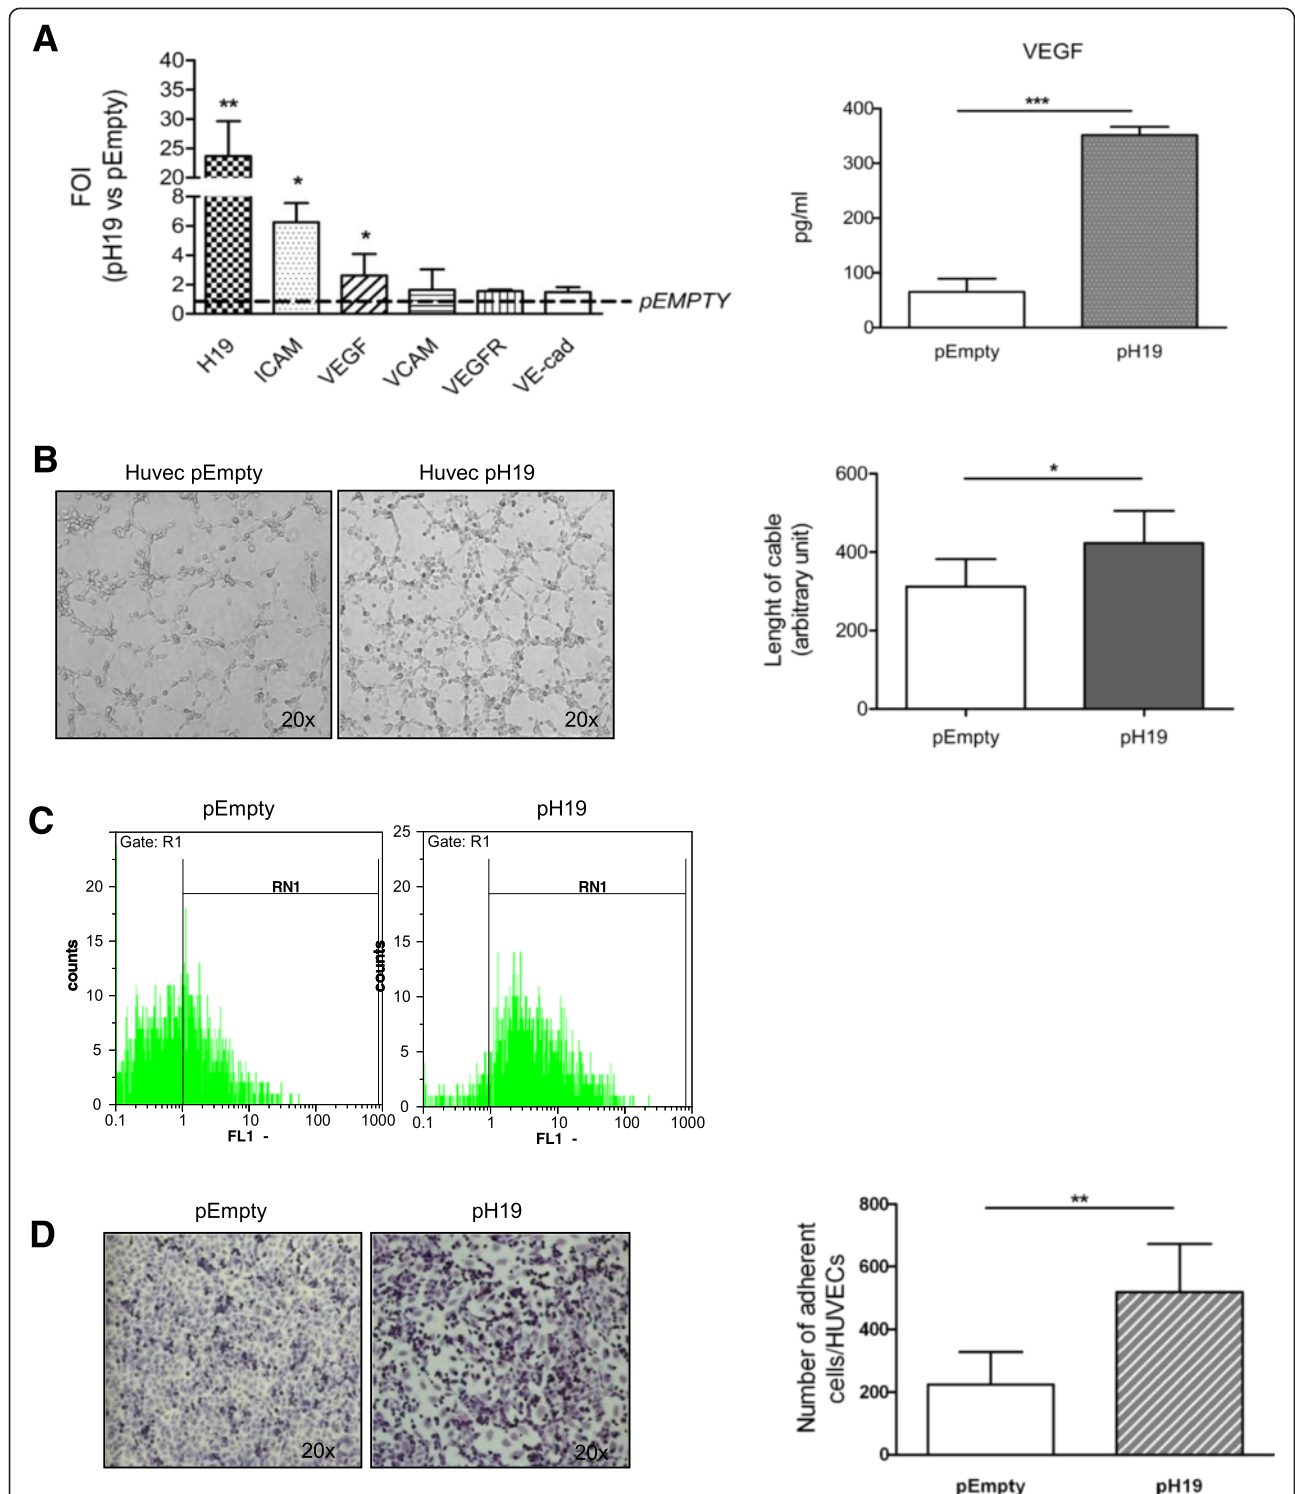 A
FOI
(pH19 vs pEmpty)
40
35
30
25
20
8
6
4
2
0
**
*
*
pEMPTY
H19
ICAM
VEGF
VCAM
VEGFR
VE-cad
VEGF
pg/ml
400
300
200
100
0
***
pEmpty
pH19
B
Huvec pEmpty
Huvec pH19
20x
20x
Lenght of cable
(arbitrary unit)
600
400
200
0
*
pEmpty
pH19
C
pEmpty
Gate: R1
RN1
counts
20
15
10
5
0
0.1
1
10
100
1000
FL1 -
pH19
Gate: R1
RN1
counts
25
20
15
10
5
0
0.1
1
10
100
1000
FL1 -
D
pEmpty
pH19
20x
20x
Number of adherent
cells/HUVECs
800
600
400
200
0
**
pEmpty
pH19